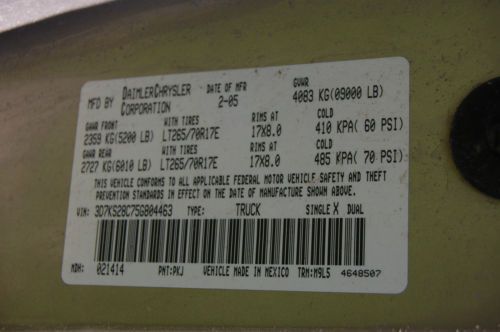 MFD BY DAIMLERCHRYSLER CORPORATION DATE OF MFR 2-05 GVWR 4083 KG(09000 LB)
GAWR FRONT WITH TIRES RIMS AT COLD
2359 KG(5200 LB) LT265/70R17E 17X8.0 410 KPA( 60 PSI)
GAWR REAR WITH TIRES RIMS AT COLD
2727 KG(6010 LB) LT265/70R17E 17X8.0 485 KPA( 70 PSI)
THIS VEHICLE CONFORMS TO ALL APPLICABLE FEDERAL MOTOR VEHICLE SAFETY AND THEFT
PREVENTION STANDARDS IN EFFECT ON THE DATE OF MANUFACTURE SHOWN ABOVE.
VIN: 3D7KS28C75G804463 TYPE: TRUCK SINGLE X DUAL
MDH: 021414 PNT:PKJ VEHICLE MADE IN MEXICO TRM:M9L5 4648507